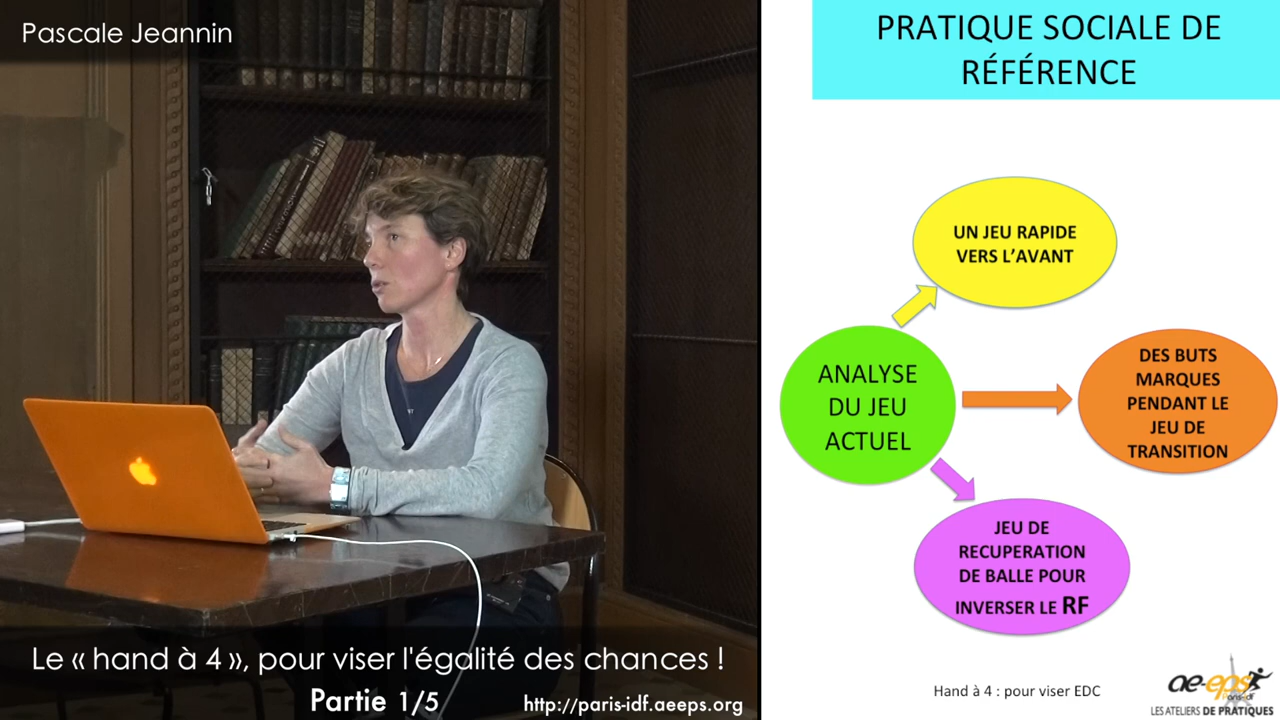 Pascale Jeannin
PRATIQUE SOCIALE DE
RÉFÉRENCE
UN JEU RAPIDE
VERS L’AVANT
ANALYSE
DU JEU
ACTUEL
DES BUTS
MARQUES
PENDANT LE
JEU DE
TRANSITION
JEU DE
RECUPERATION
DE BALLE POUR
INVERSER LE RF
Le « hand à 4 », pour viser l'égalité des chances !
Partie 1/5
http://paris-idf.aeeps.org
Hand à 4 : pour viser EDC
ae-eps
Paris-idf
LES ATELIERS DE PRATIQUES